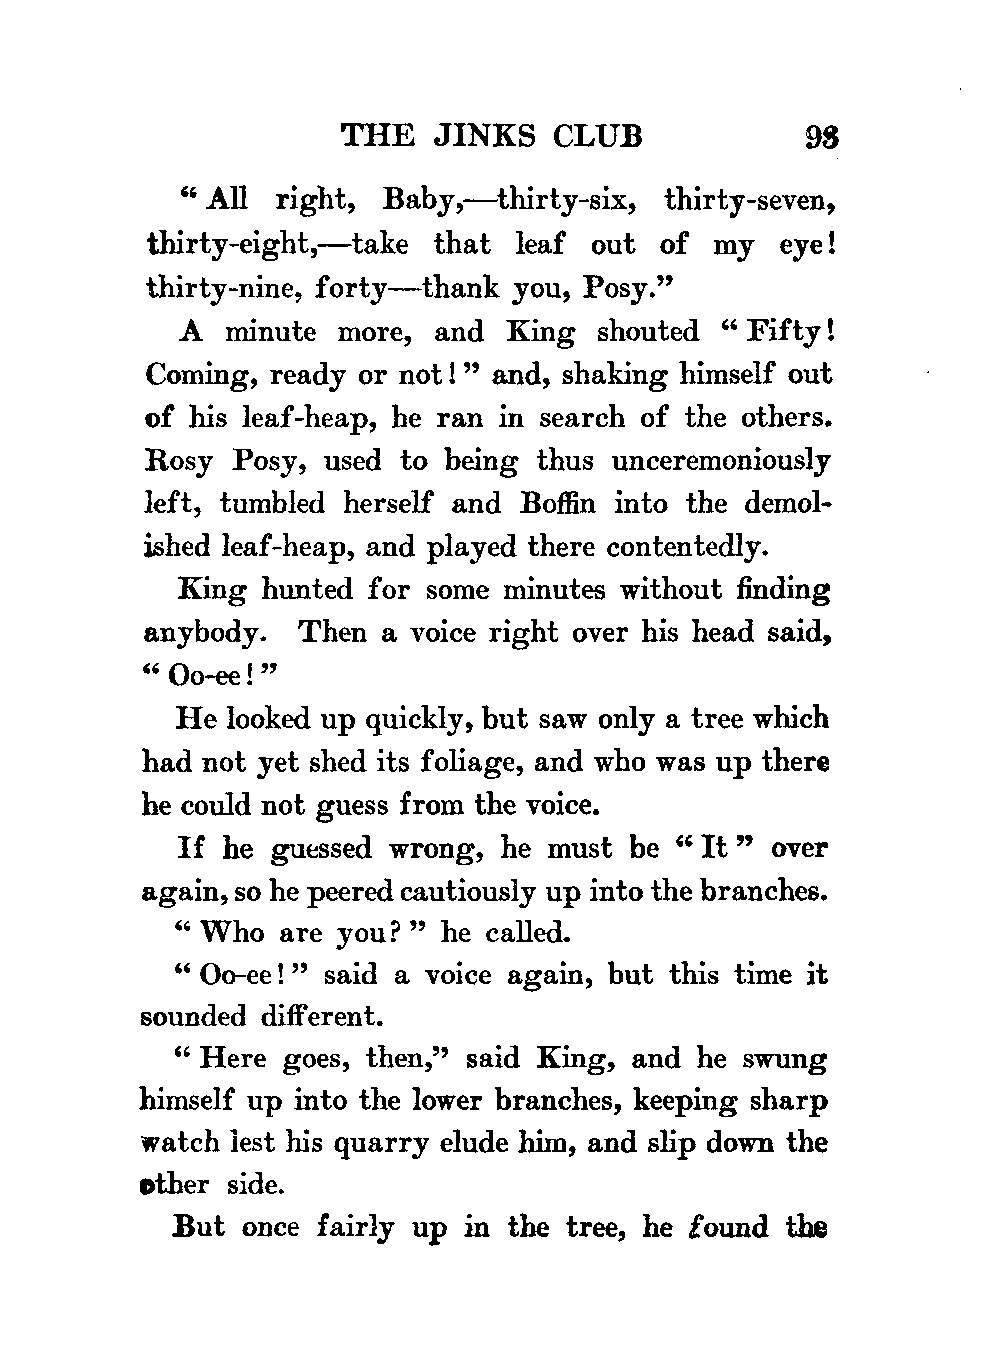 THE JINKS CLUB 93
“ All right, Baby,—thirty-six, thirty-seven,
thirty-eight,—take that leaf out of my eye!
thirty-nine, forty—thank you, Posy.”
A minute more, and King shouted “ Fifty!
Coming, ready or not! ” and, shaking himself out
of his leaf-heap, he ran in search of the others.
Rosy Posy, used to being thus unceremoniously
left, tumbled herself and Boffin into the demol-
ished leaf-heap, and played there contentedly.
King hunted for some minutes without finding
anybody. Then a voice right over his head said,
“ Oo-ee! ”
He looked up quickly, but saw only a tree which
had not yet shed its foliage, and who was up there
he could not guess from the voice.
If he guessed wrong, he must be “ It ” over
again, so he peered cautiously up into the branches.
“ Who are you? ” he called.
“ Oo-ee! ” said a voice again, but this time it
sounded different.
“ Here goes, then,” said King, and he swung
himself up into the lower branches, keeping sharp
watch lest his quarry elude him, and slip down the
other side.
But once fairly up in the tree, he found the